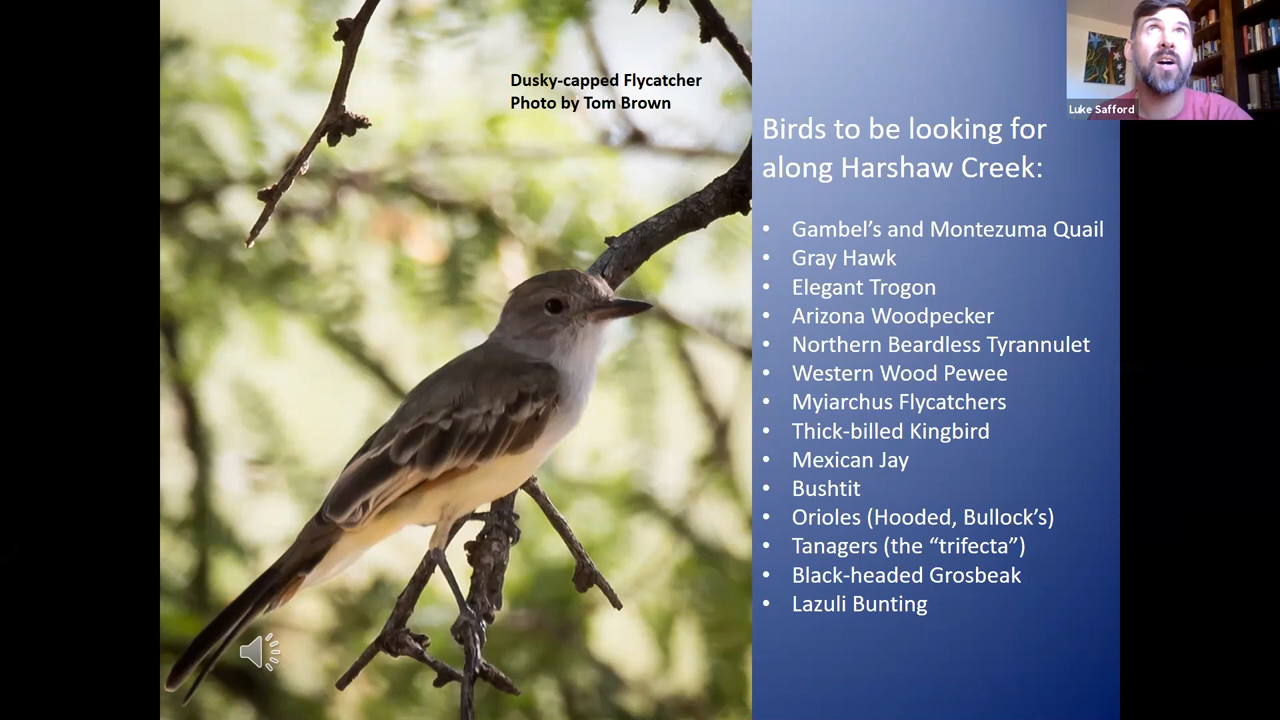 Dusky-capped Flycatcher
Photo by Tom Brown
Luke Safford
Birds to be looking for
along Harshaw Creek:
• Gambel’s and Montezuma Quail
• Gray Hawk
• Elegant Trogon
• Arizona Woodpecker
• Northern Beardless Tyrannulet
• Western Wood Pewee
• Myiarchus Flycatchers
• Thick-billed Kingbird
• Mexican Jay
• Bushtit
• Orioles (Hooded, Bullock’s)
• Tanagers (the “trifecta”)
• Black-headed Grosbeak
• Lazuli Bunting